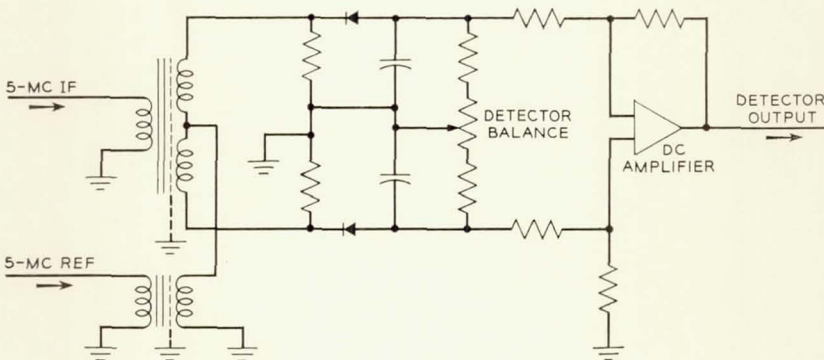 5-MC IF
DETECTOR
BALANCE
DC
AMPLIFIER
DETECTOR
OUTPUT
5-MC REF